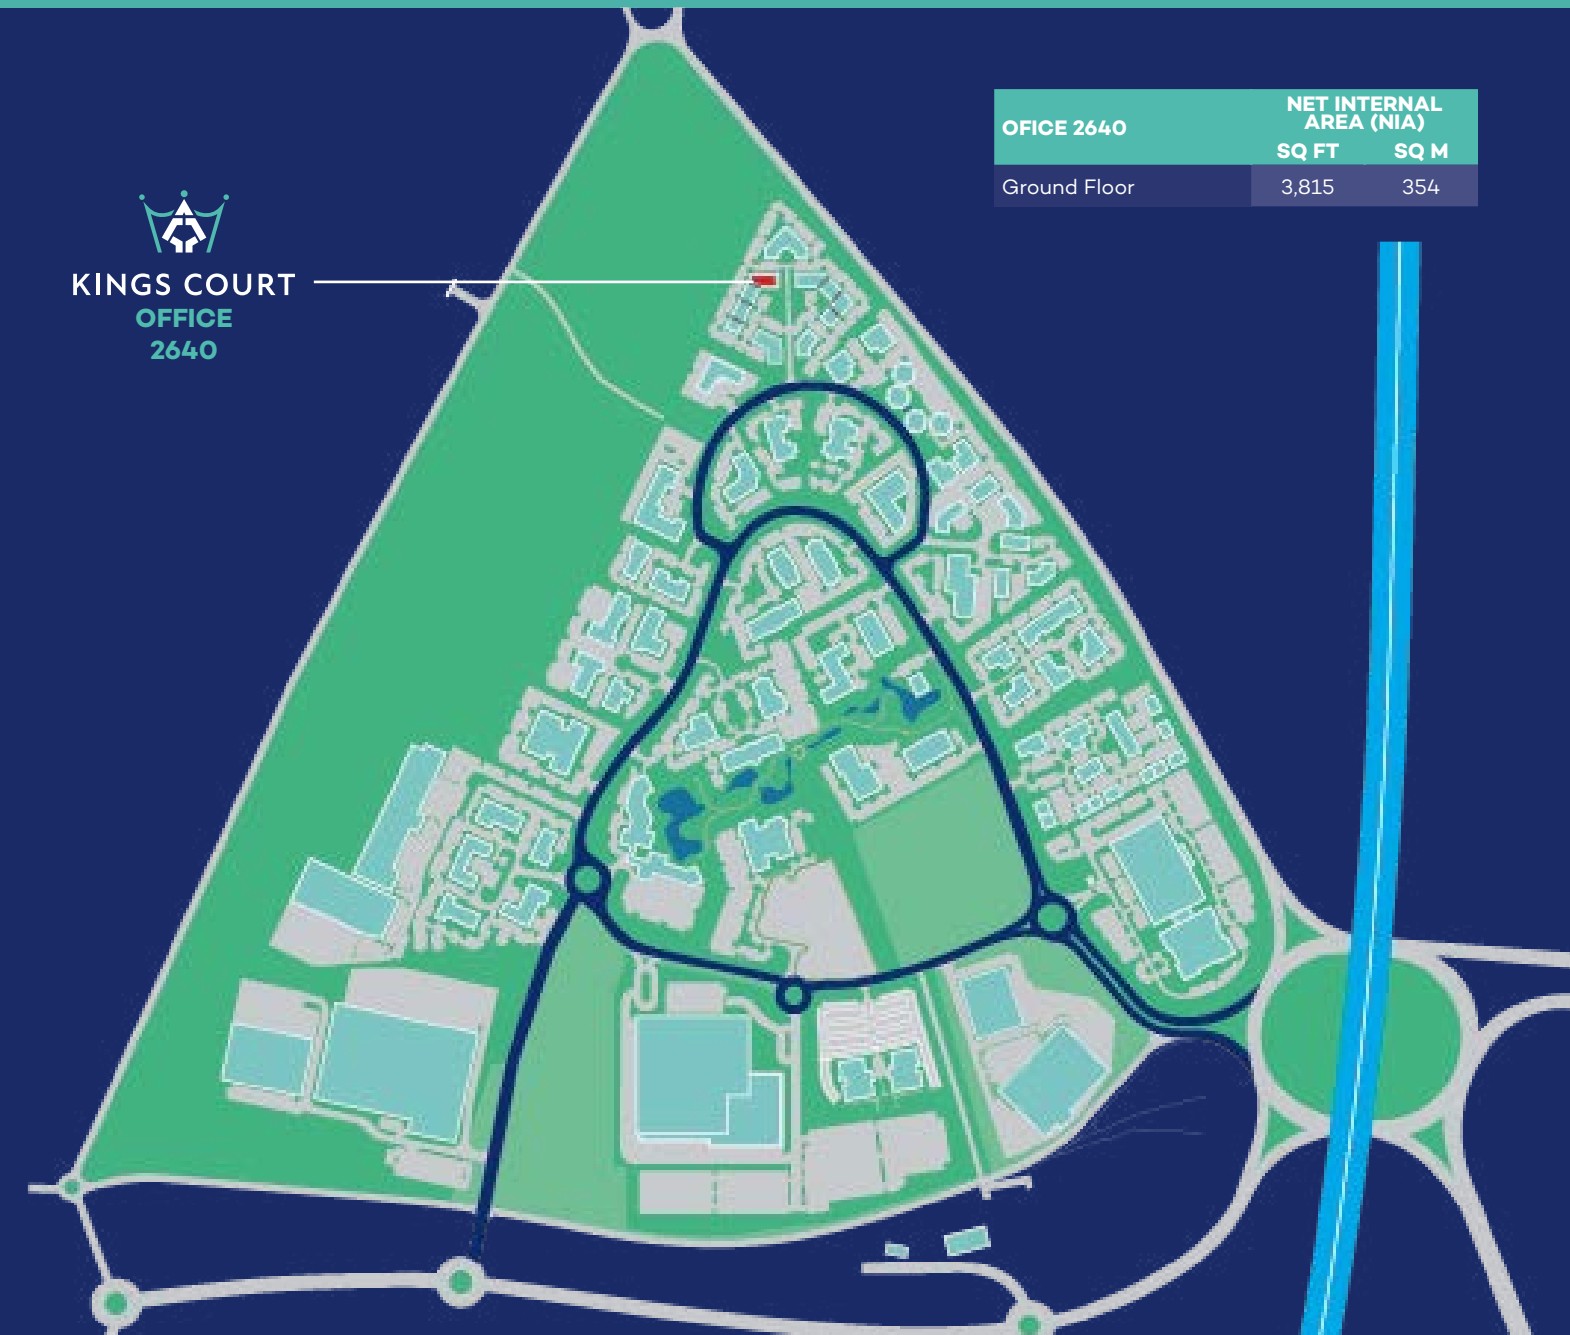 OFICE 2640
NET INTERNAL
AREA (NIA)
SQ FT
SQ M
Ground Floor
3,815
354
KINGS COURT
OFFICE
2640